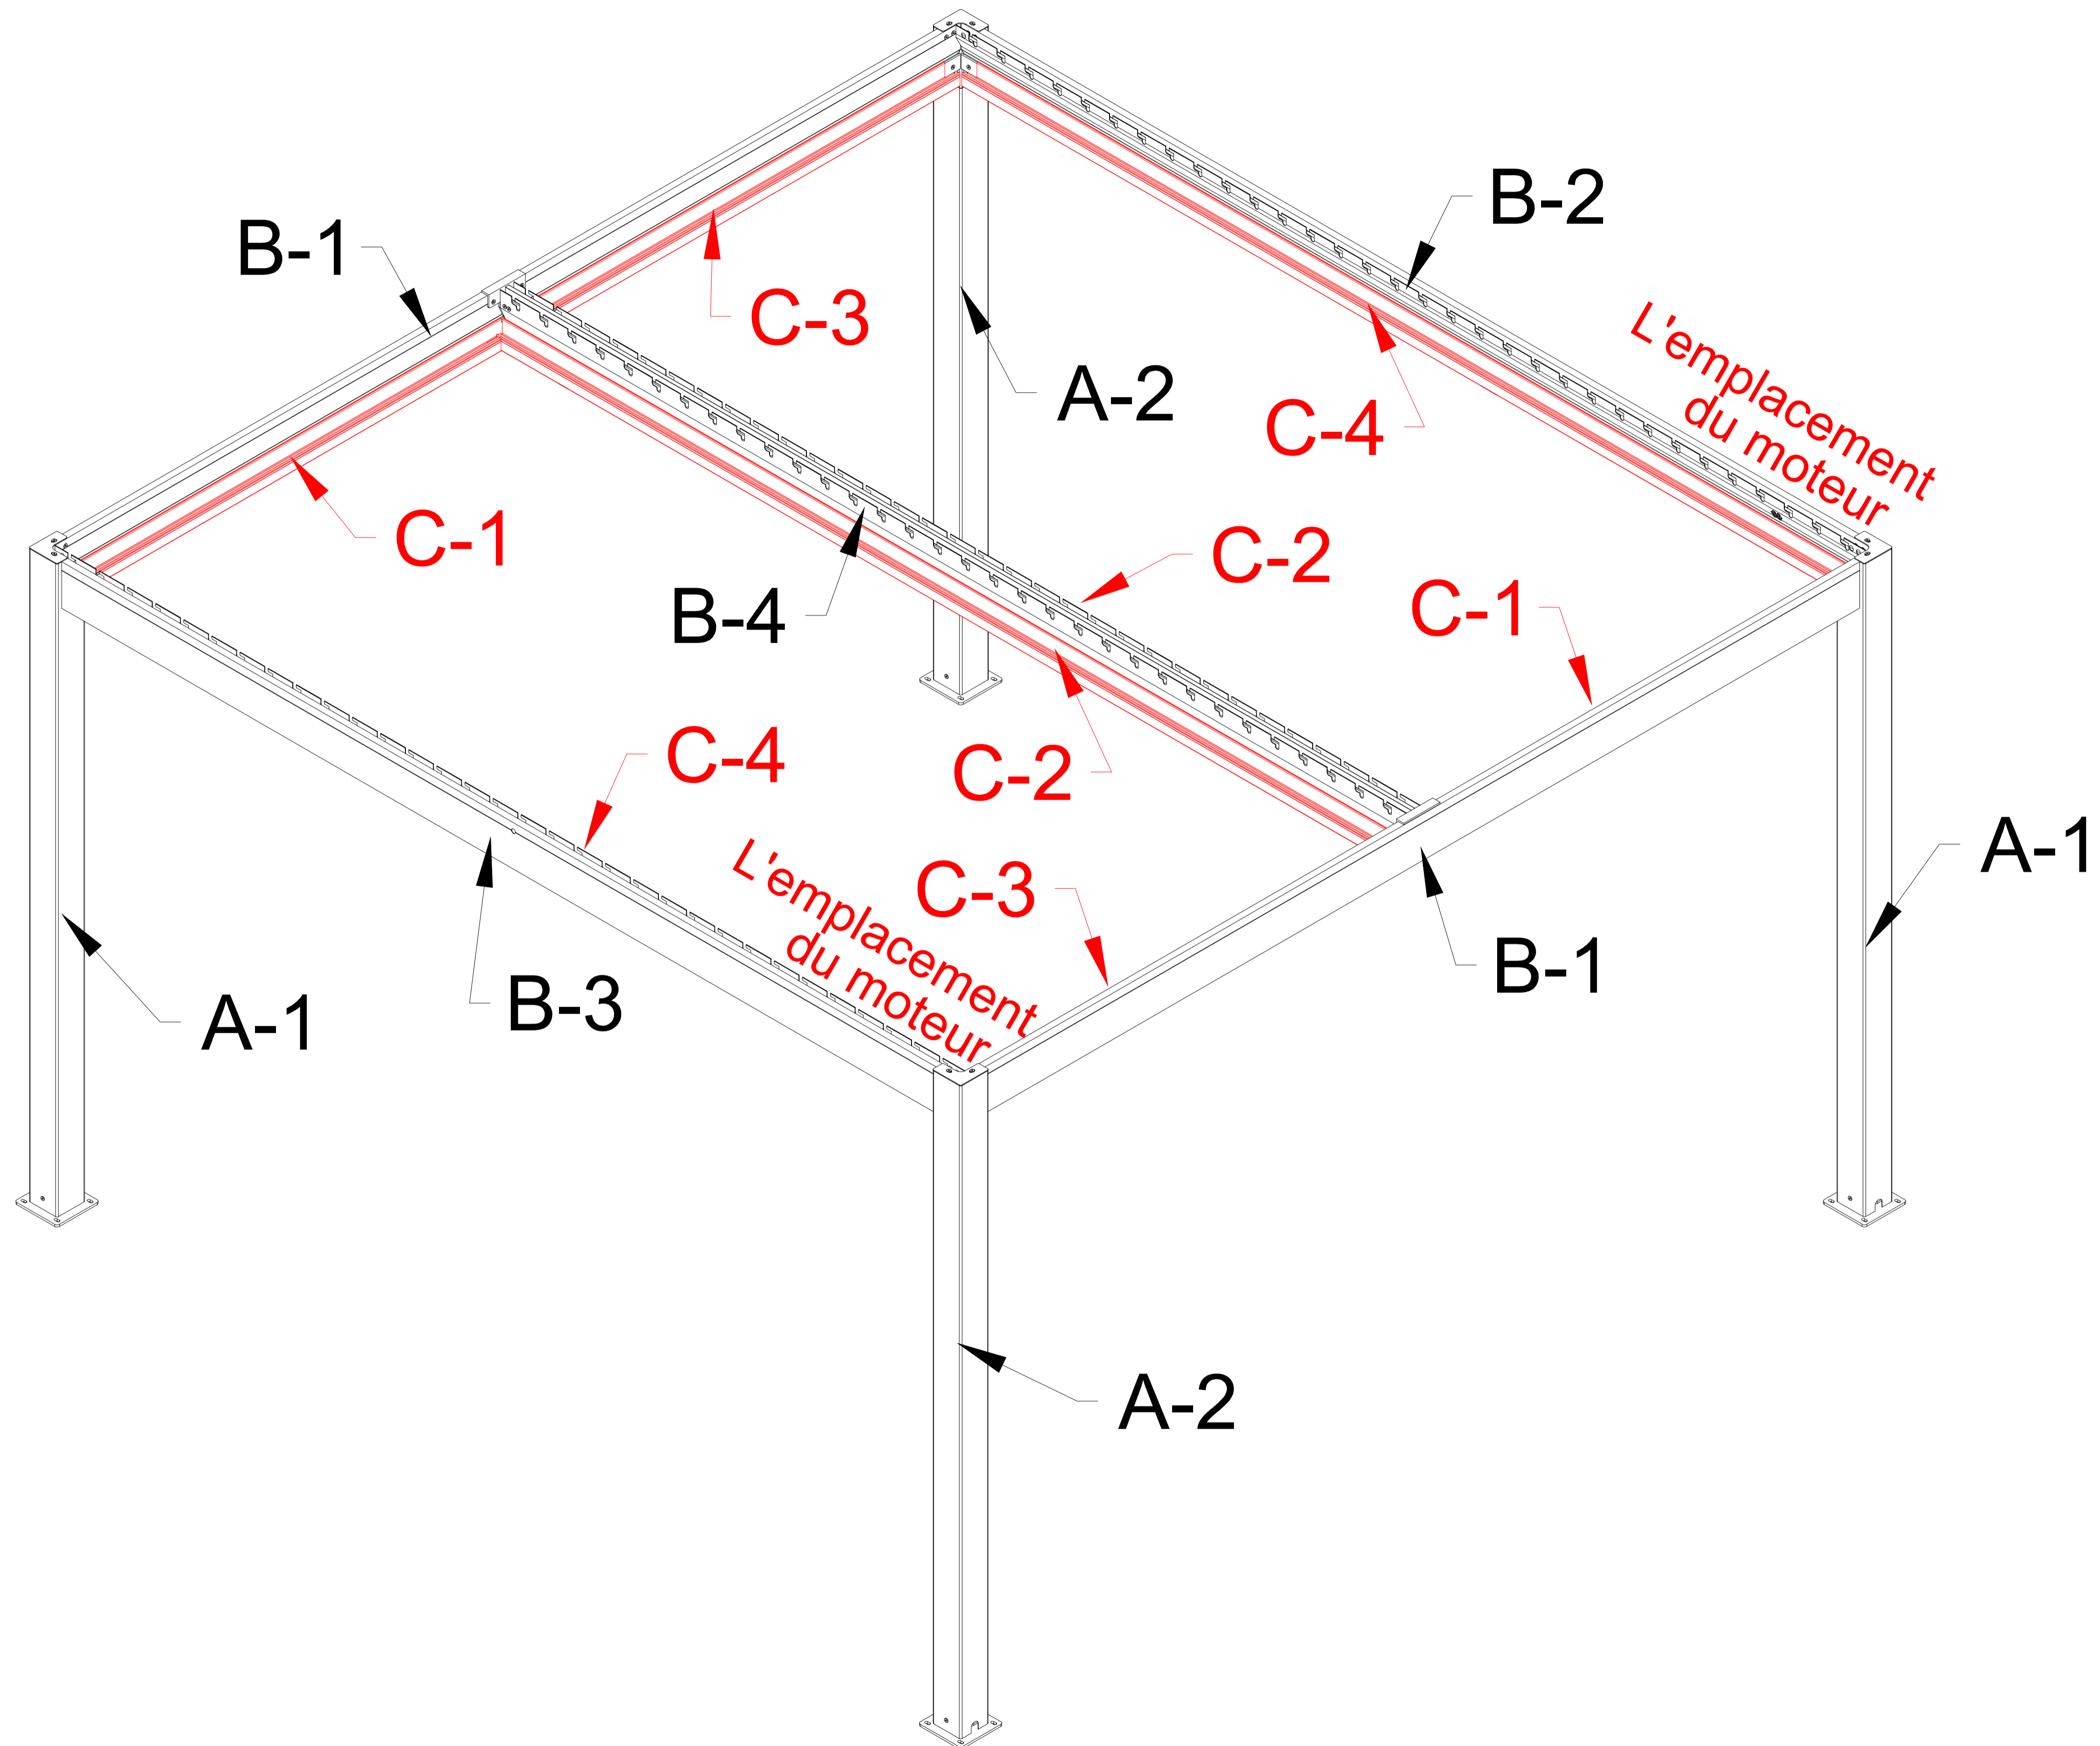 B-2
B-1
C-3
L'emplacement
du moteur
A-2
C-4
C-1
C-2
B-4
C-1
C-4
C-2
A-1
L'emplacement
du moteur
C-3
B-1
B-3
A-1
A-2